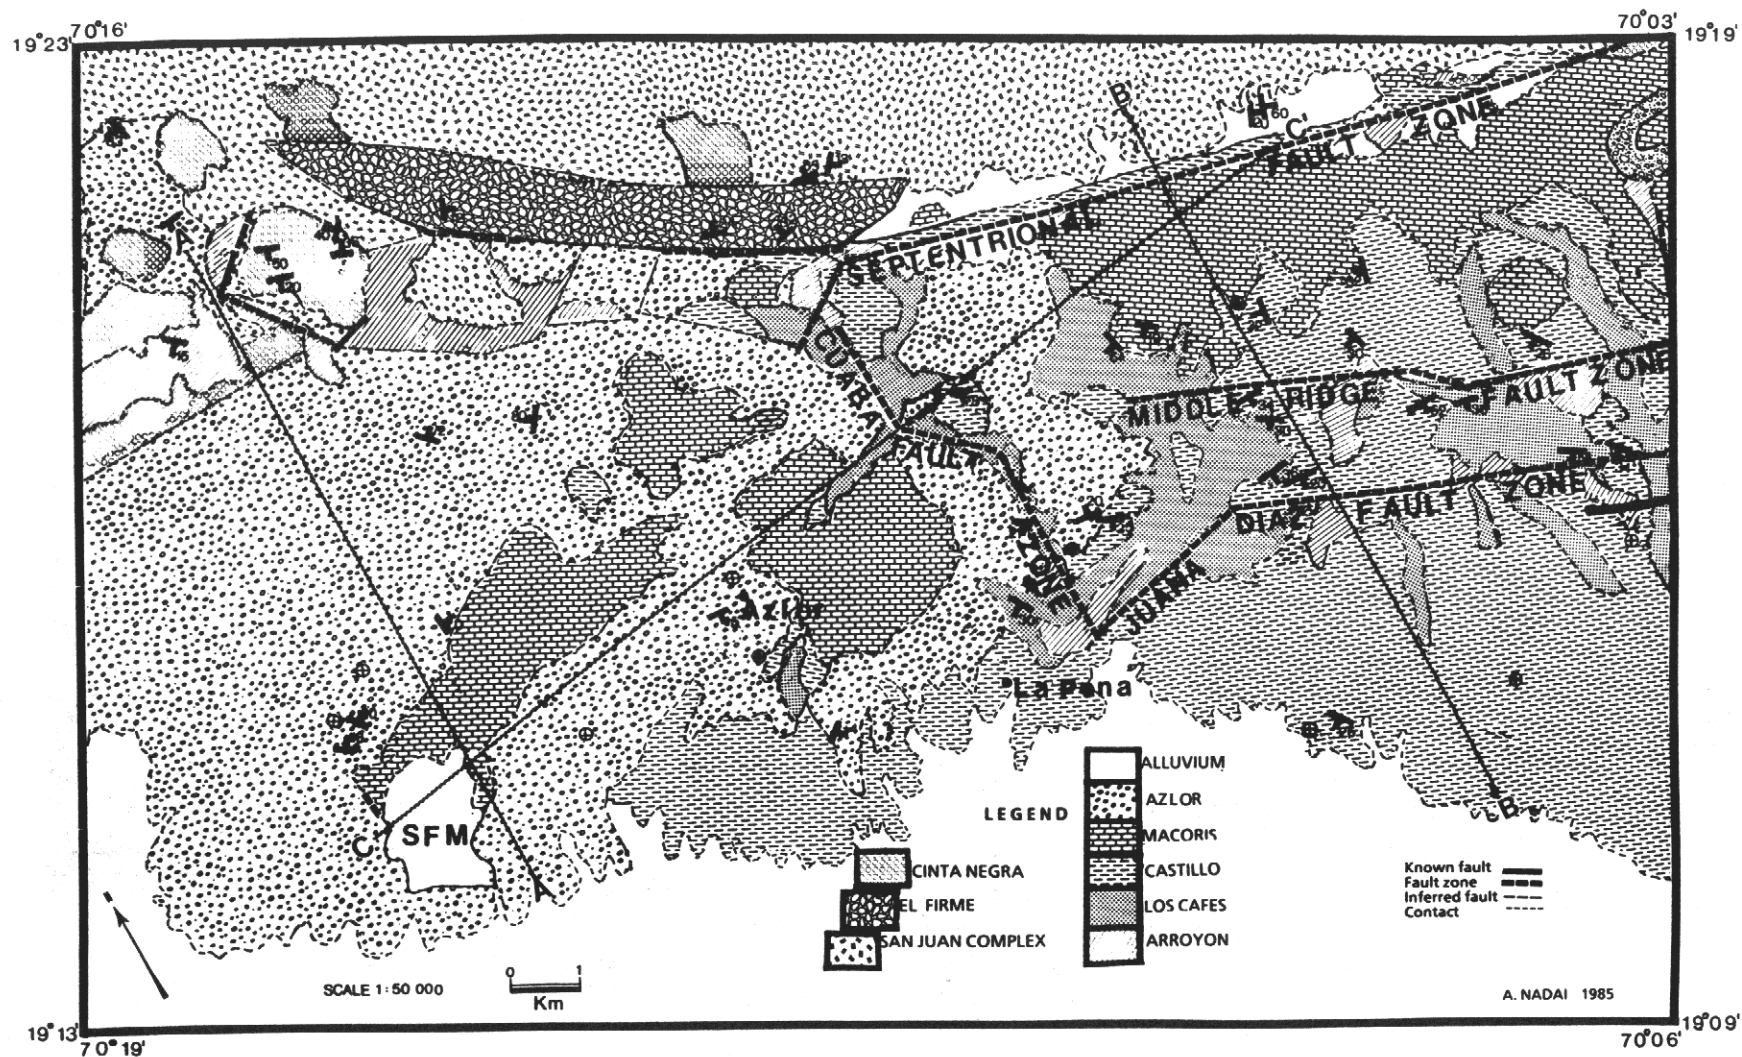 70°16'
70°03'
19°23'
19°19'
B'
C'
FAULT ZONE
A'
SEPTENTRIONAL
CUABA
MIDDLE RIDGE
FAULT ZONE
FAULT
DIAZ FAULT ZONE
ZONE
JUANA
Azlor
La Pena
SFM
C
A
B
LEGEND
ALLUVIUM
AZLOR
MACORIS
CASTILLO
LOS CAFES
ARROYON
CINTA NEGRA
EL FIRME
SAN JUAN COMPLEX
Known fault
Fault zone
Inferred fault
Contact
SCALE 1:50 000
0 1
Km
A. NADAI 1985
19°13'
70°19'
19°09'
70°06'